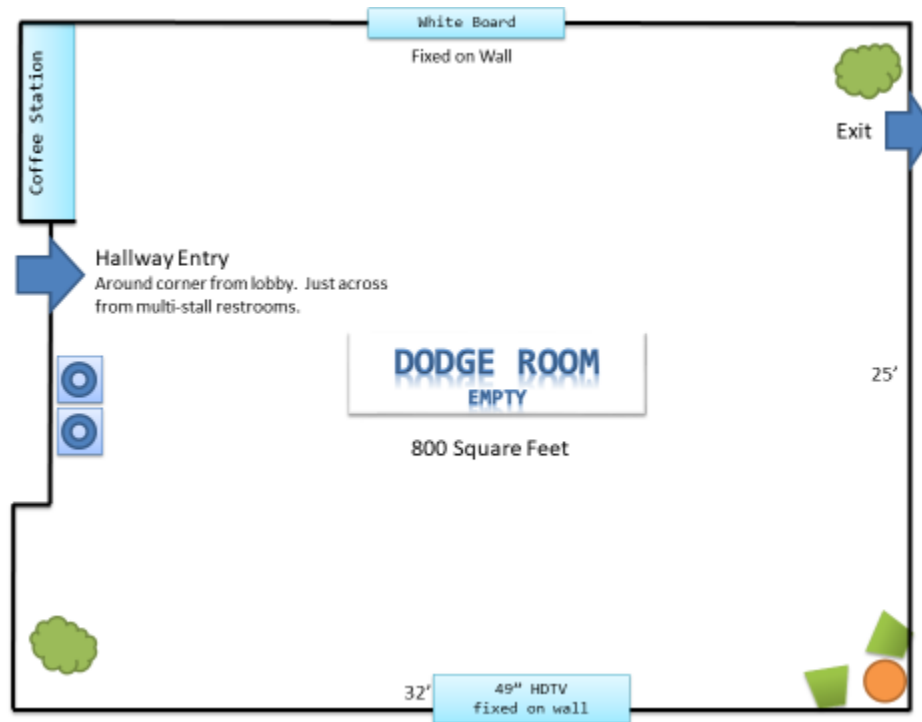 White Board
Fixed on Wall
Coffee Station
Exit
Hallway Entry
Around corner from lobby.  Just across
from multi-stall restrooms.
DODGE ROOM
EMPTY
25’
800 Square Feet
32’
49" HDTV
fixed on wall